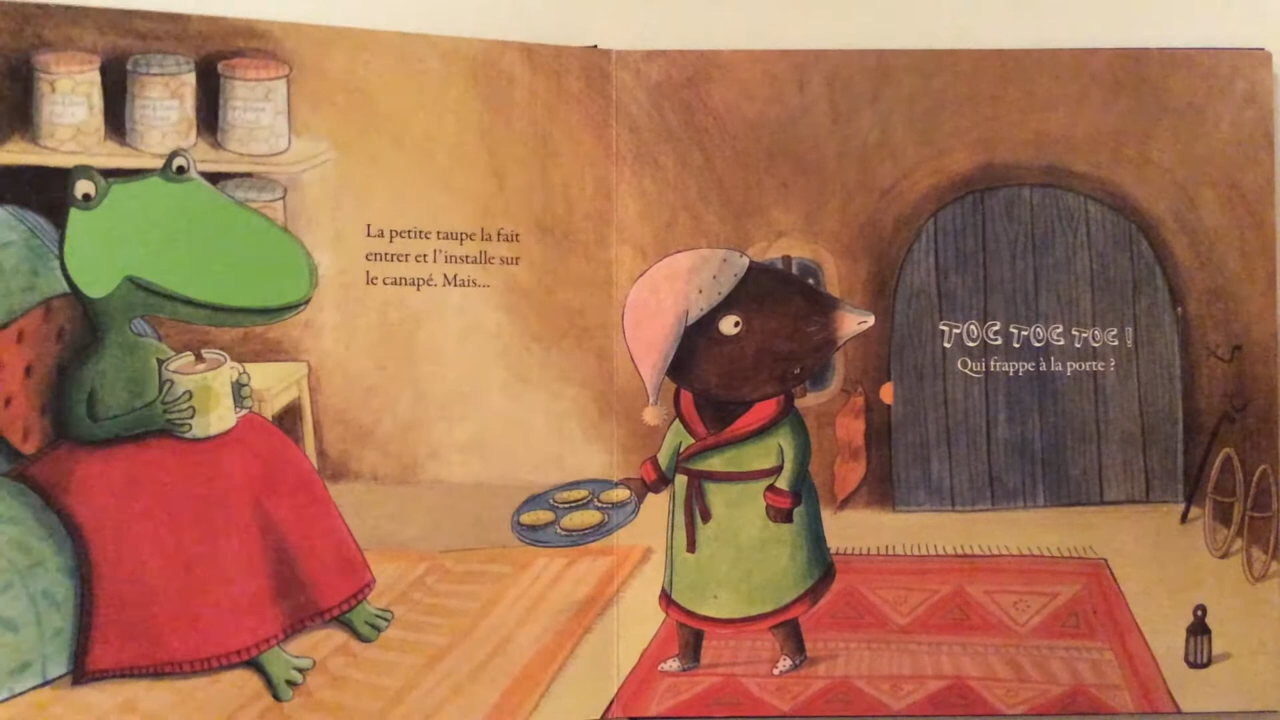 La petite taupe la fait
entrer et l'installe sur
le canapé. Mais...
TOC TOC TOC !
Qui frappe à la porte ?